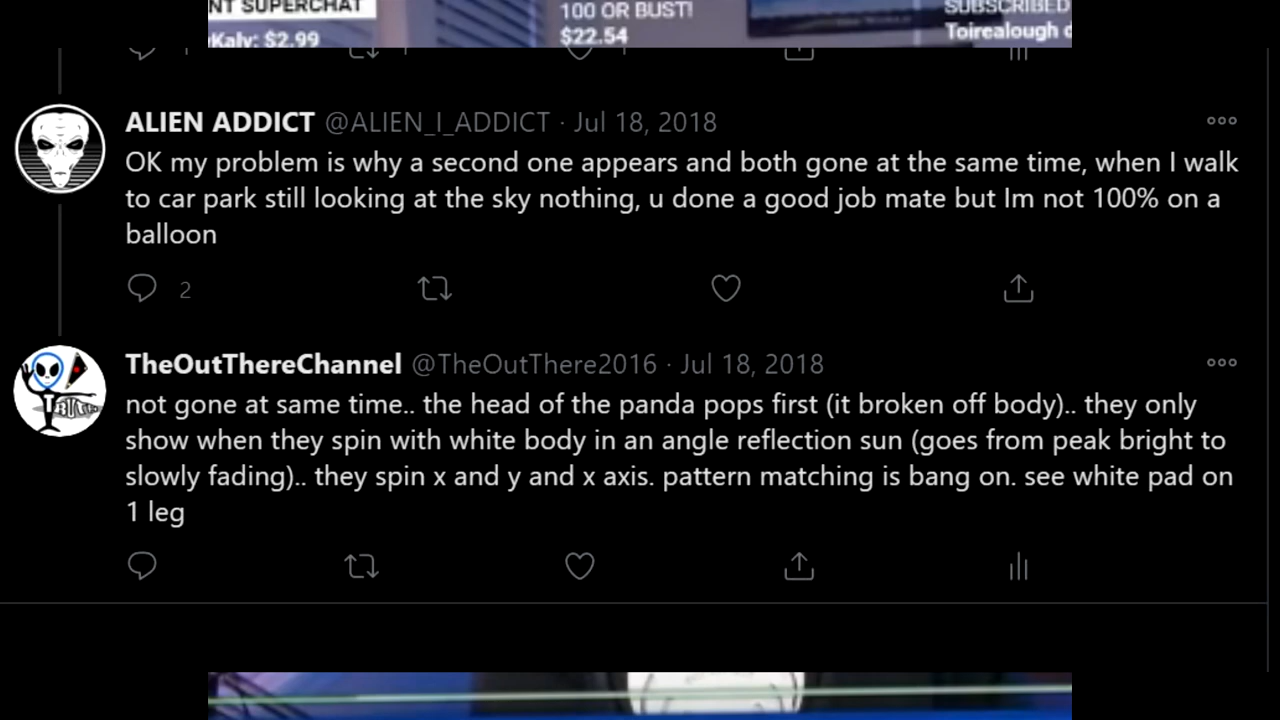 NT SUPERCHAT
Kaly: $2.99
100 OR BUST!
$22.54
SUBSCRIBED
Toirealough
ALIEN ADDICT @ALIEN_I_ADDICT · Jul 18, 2018
OK my problem is why a second one appears and both gone at the same time, when I walk
to car park still looking at the sky nothing, u done a good job mate but Im not 100% on a
balloon
2
TheOutThereChannel @TheOutThere2016 · Jul 18, 2018
not gone at same time.. the head of the panda pops first (it broken off body).. they only
show when they spin with white body in an angle reflection sun (goes from peak bright to
slowly fading).. they spin x and y and x axis. pattern matching is bang on. see white pad on
1 leg